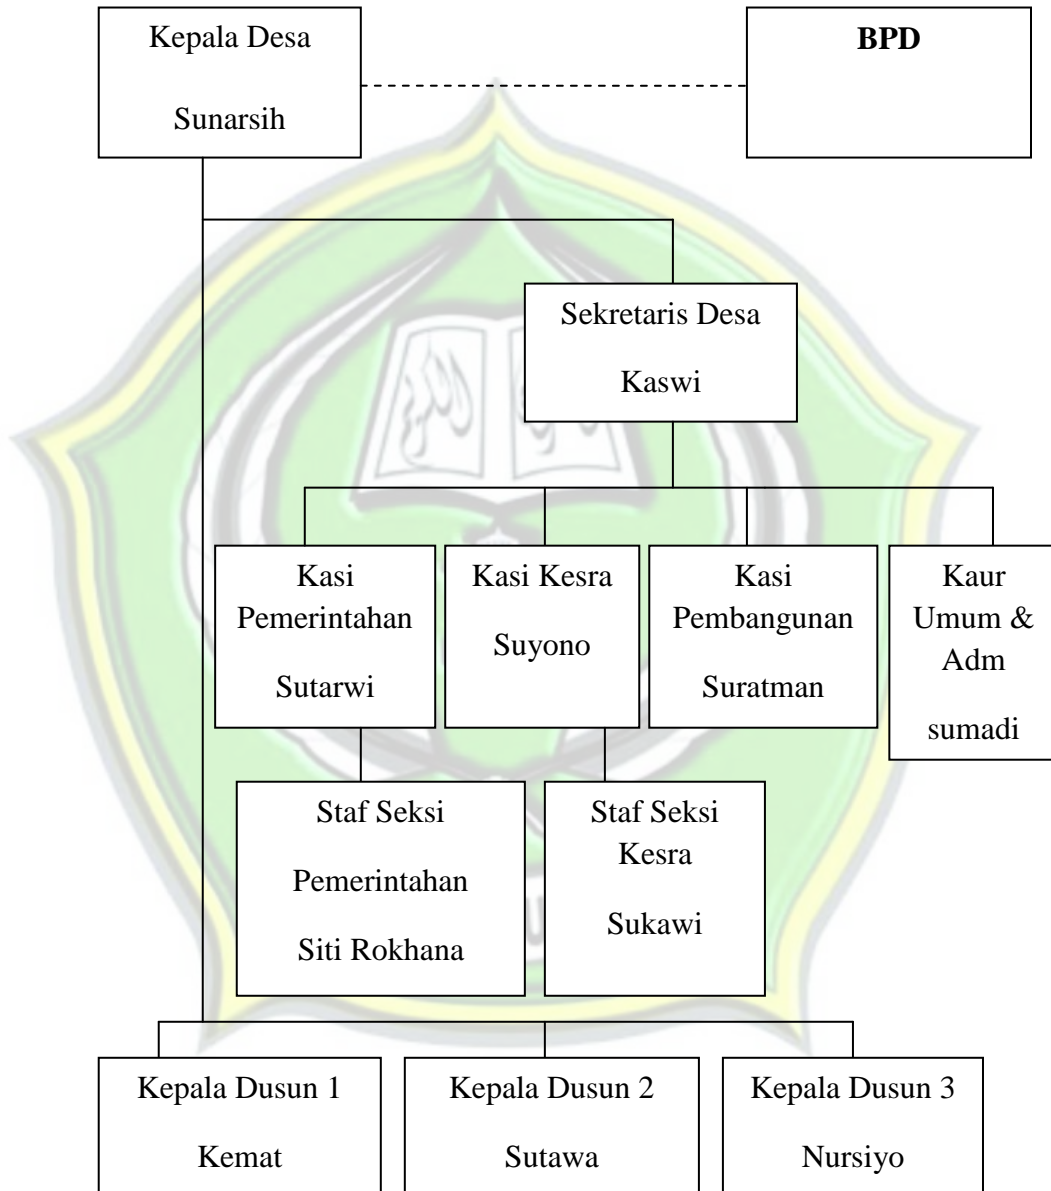 Kepala Desa
Sunarsih
BPD
Sekretaris Desa
Kaswi
Kasi
Pemerintahan
Sutarwi
Kasi Kesra
Suyono
Kasi
Pembangunan
Suratman
Kaur
Umum &
Adm
sumadi
Staf Seksi
Pemerintahan
Siti Rokhana
Staf Seksi
Kesra
Sukawi
Kepala Dusun 1
Kemat
Kepala Dusun 2
Sutawa
Kepala Dusun 3
Nursiyo